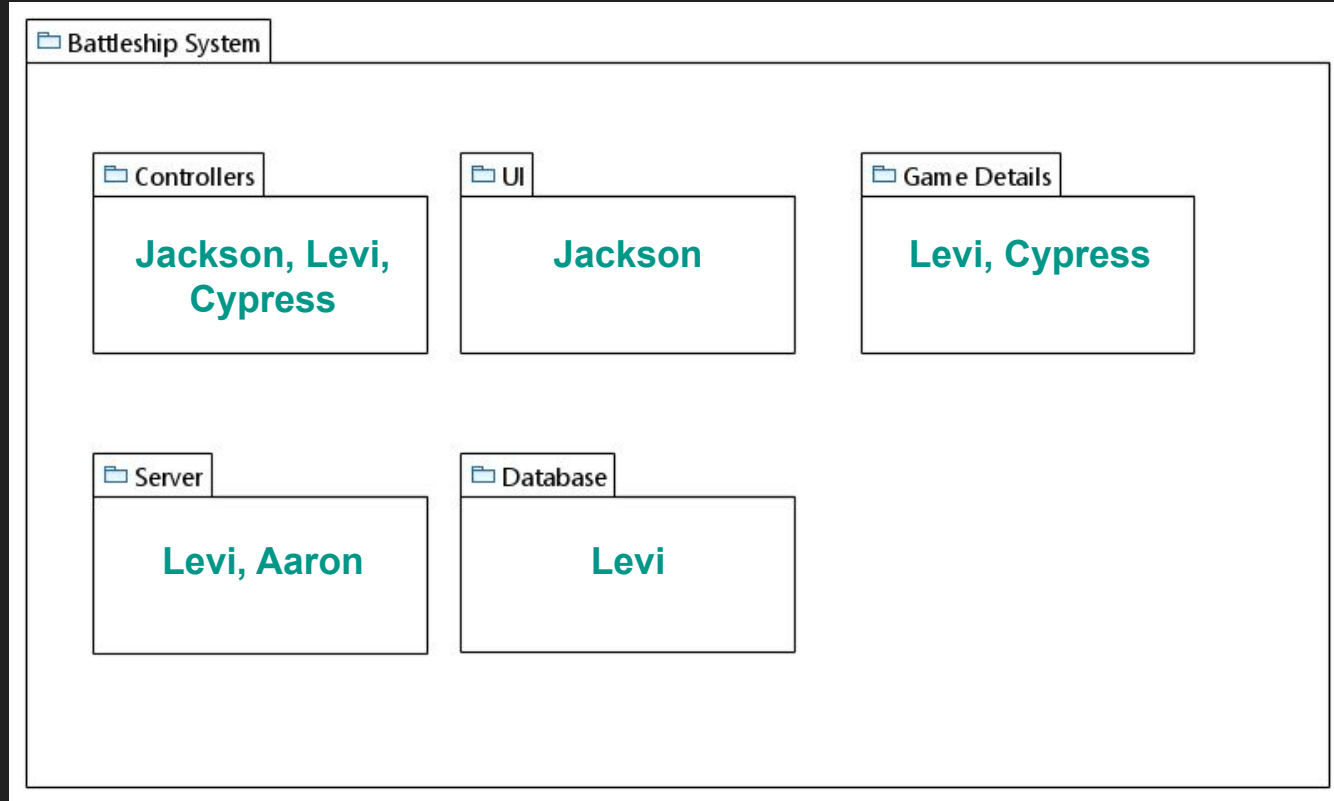 Battleship System
Controllers
Jackson, Levi,
Cypress
UI
Jackson
Game Details
Levi, Cypress
Server
Levi, Aaron
Database
Levi